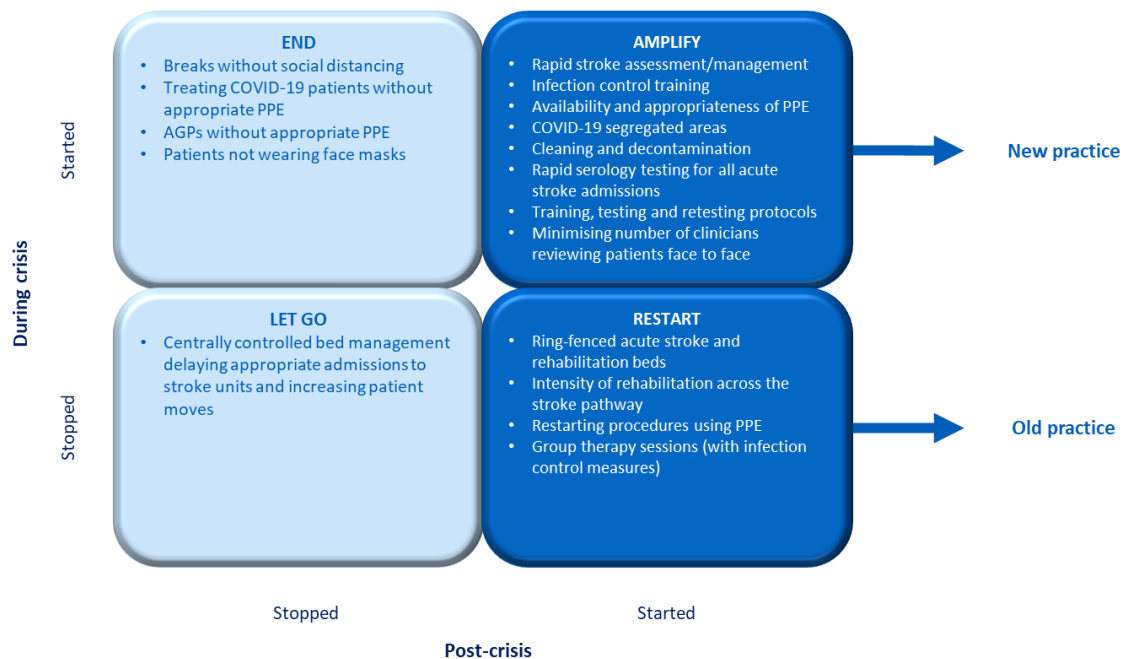 END
• Breaks without social distancing
• Treating COVID-19 patients without
appropriate PPE
• AGPs without appropriate PPE
• Patients not wearing face masks
AMPLIFY
• Rapid stroke assessment/management
• Infection control training
• Availability and appropriateness of PPE
• COVID-19 segregated areas
• Cleaning and decontamination
• Rapid serology testing for all acute
stroke admissions
• Training, testing and retesting protocols
• Minimising number of clinicians
reviewing patients face to face
New practice
Started
During crisis
LET GO
• Centrally controlled bed management
delaying appropriate admissions to
stroke units and increasing patient
moves
RESTART
• Ring-fenced acute stroke and
rehabilitation beds
• Intensity of rehabilitation across the
stroke pathway
• Restarting procedures using PPE
• Group therapy sessions (with infection
control measures)
Old practice
Stopped
Stopped
Started
Post-crisis